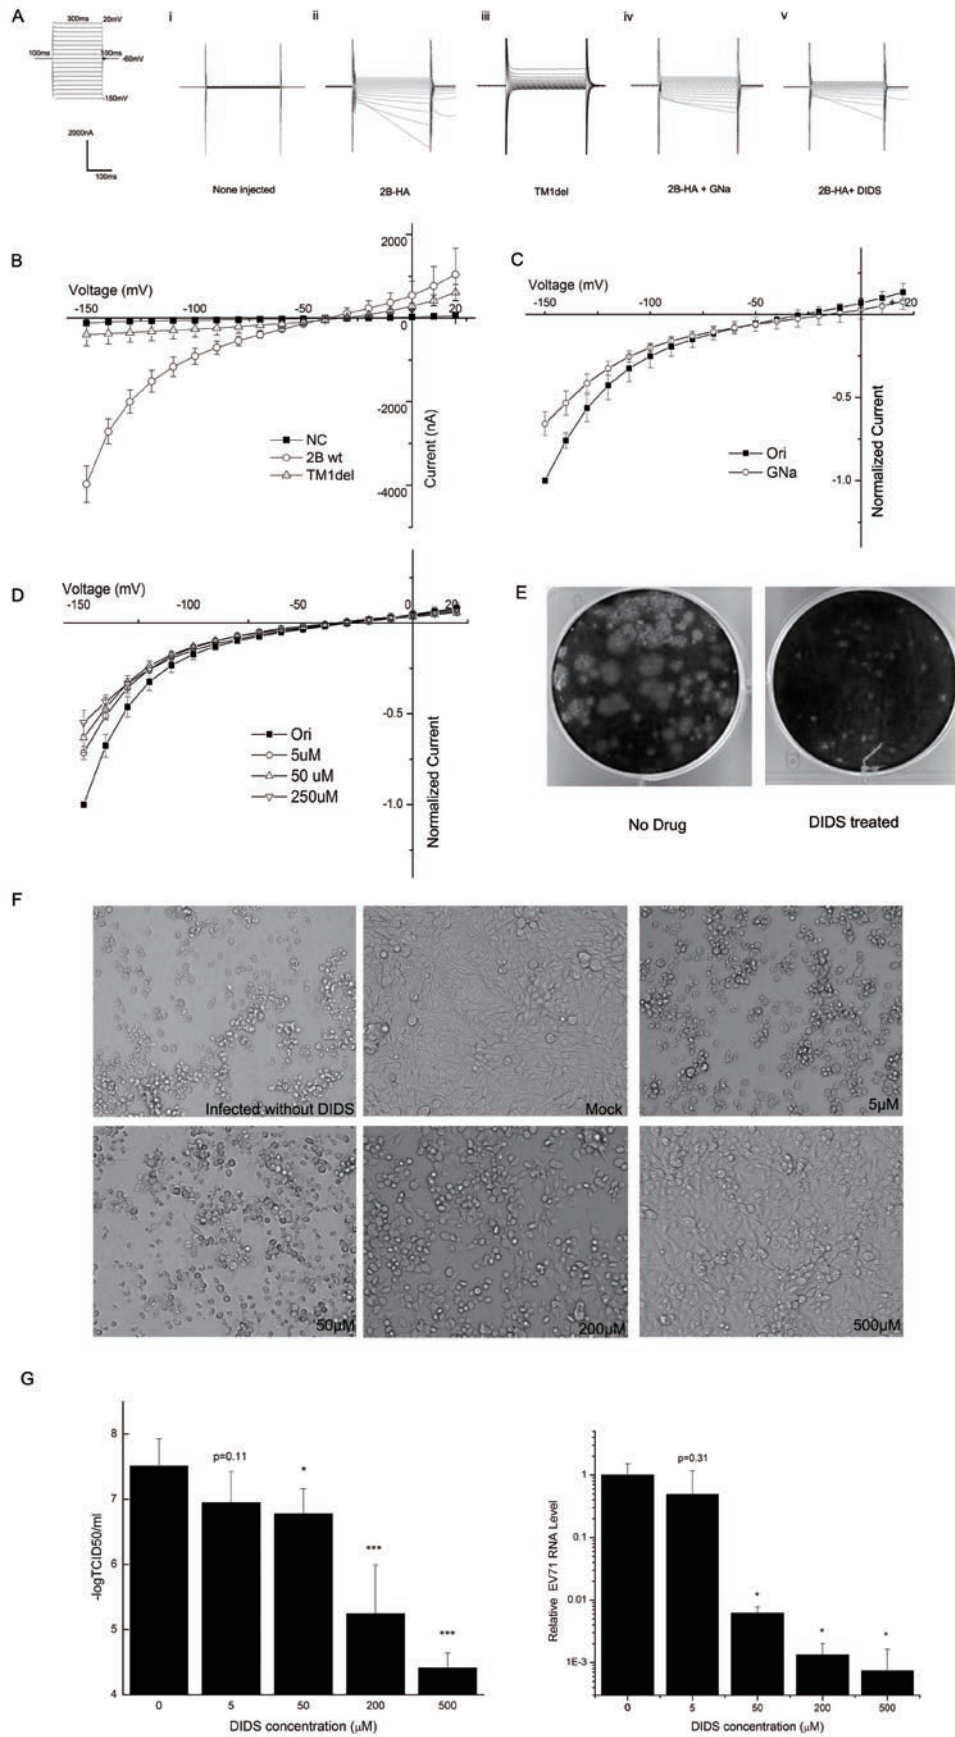 A
i
ii
iii
iv
v
300ms
20mV
100ms
100ms
-60mV
-150mV
2000nA
100ms
None injected
2B-HA
TM1del
2B-HA + GNa
2B-HA+ DIDS
B
Voltage (mV)
-150
-100
-50
0
20
2000
-2000
-4000
Current (nA)
NC
2B wt
TM1del
C
Voltage (mV)
-150
-100
-50
20
-0.5
-1.0
Normalized Current
Ori
GNa
D
Voltage (mV)
-150
-100
-50
0
20
-0.5
-1.0
Normalized Current
Ori
5uM
50 uM
250uM
E
No Drug
DIDS treated
F
Infected without DIDS
Mock
5µM
50µM
200µM
500µM
G
8
7
6
5
4
-logTCID50/ml
p=0.11
*
***
***
0
5
50
200
500
DIDS concentration (µM)
1
0.1
0.01
1E-3
Relative EV71 RNA Level
p=0.31
*
*
*
0
5
50
200
500
DIDS concentration (µM)